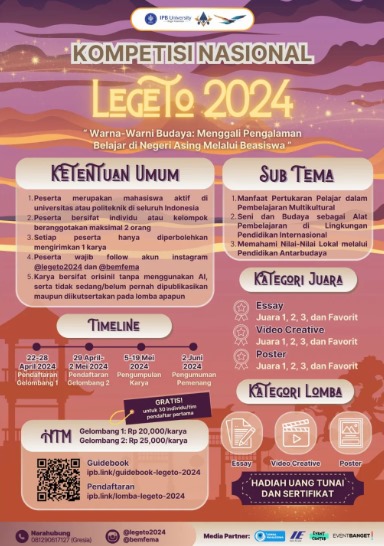 IPB University
KOMPETISI NASIONAL
LEGETO 2024
" Warna-Warni Budaya: Menggali Pengalaman
Belajar di Negeri Asing Melalui Beasiswa "
KETENTUAN UMUM
1. Peserta merupakan mahasiswa aktif di
universitas atau politeknik di seluruh Indonesia
2. Peserta bersifat individu atau kelompok
beranggotakan maksimal 2 orang
3. Setiap peserta hanya diperbolehkan
mengirimkan 1 karya
4. Peserta wajib follow akun instagram
@legeto2024 dan @bemfema
5. Karya bersifat orisinil tanpa menggunakan AI,
serta tidak sedang/belum pernah dipublikasikan
maupun diikutsertakan pada lomba apapun
SUB TEMA
1. Manfaat Pertukaran Pelajar dalam
Pembelajaran Multikultural
2. Seni dan Budaya sebagai Alat
Pembelajaran di Lingkungan
Pendidikan Internasional
3. Memahami Nilai-Nilai Lokal melalui
Pendidikan Antarbudaya
KATEGORI JUARA
Essay
Juara 1, 2, 3, dan Favorit
Video Creative
Juara 1, 2, 3, dan Favorit
Poster
Juara 1, 2, 3, dan Favorit
TIMELINE
22-28
April 2024
Pendaftaran
Gelombang 1
29 April-
2 Mei 2024
Pendaftaran
Gelombang 2
5-19 Mei
2024
Pengumpulan
Karya
2 Juni
2024
Pengumuman
Pemenang
GRATIS!
untuk 30 individu/tim
pendaftar pertama
HTM
Gelombang 1: Rp 20,000/karya
Gelombang 2: Rp 25,000/karya
Guidebook
ipb.link/guidebook-legeto-2024
Pendaftaran
ipb.link/lomba-legeto-2024
KATEGORI LOMBA
Essay
Video Creative
Poster
HADIAH UANG TUNAI
DAN SERTIFIKAT
Narahubung
@legeto2024
@bemfema
Media Partner:
EVENTBANGET